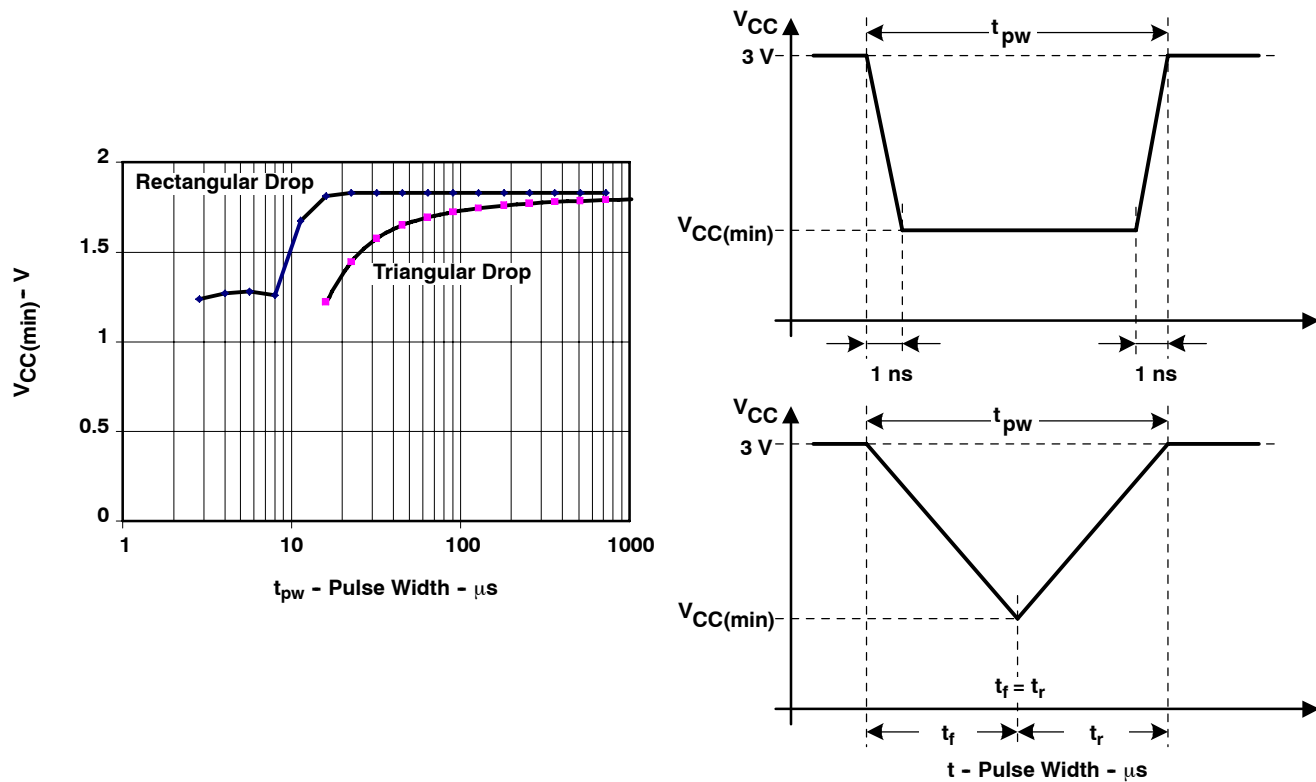 2
1.5
1
0.5
0
VCC(min) - V
Rectangular Drop
Triangular Drop
1
10
100
1000
tpw - Pulse Width - μs
VCC
3 V
VCC(min)
tpw
1 ns
1 ns
VCC
3 V
VCC(min)
tpw
tf = tr
tf
tr
t - Pulse Width - μs